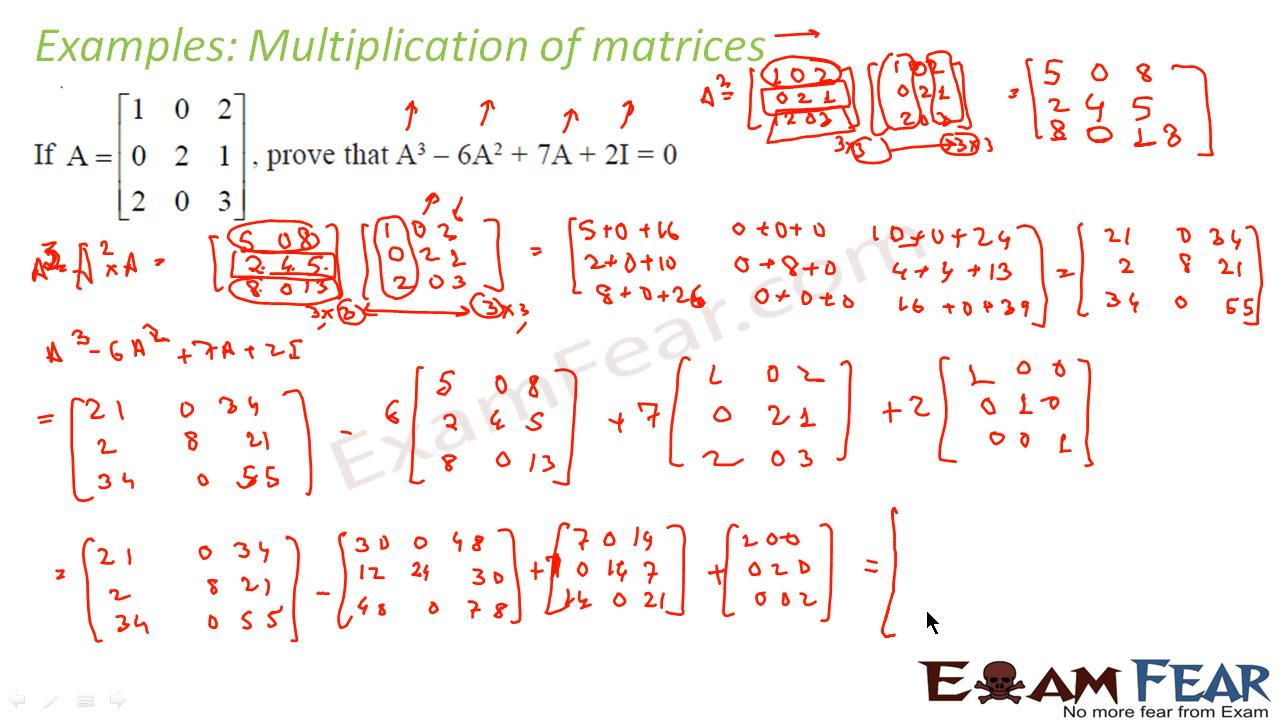 Examples: Multiplication of matrices
A² = [1 0 2; 0 2 1; 2 0 3] [1 0 2; 0 2 1; 2 0 3] = [5 0 8; 2 4 5; 8 0 13]
3×3 3×3
If A = [1 0 2; 0 2 1; 2 0 3], prove that A³ – 6A² + 7A + 2I = 0
A³ = A² × A = [5 0 8; 2 4 5; 8 0 13] [1 0 2; 0 2 1; 2 0 3] = [5+0+16 0+0+0 10+0+24; 2+0+10 0+8+0 4+4+13; 8+0+26 0+0+0 16+0+39] = [21 0 34; 2 8 21; 34 0 55]
3×3 3×3
A³ - 6A² + 7A + 2I
= [21 0 34; 2 8 21; 34 0 55] - 6 [5 0 8; 2 4 5; 8 0 13] + 7 [1 0 2; 0 2 1; 2 0 3] + 2 [1 0 0; 0 1 0; 0 0 1]
= [21 0 34; 2 8 21; 34 0 55] - [30 0 48; 12 24 30; 48 0 78] + [7 0 14; 0 14 7; 14 0 21] + [2 0 0; 0 2 0; 0 0 2] = [
ExamFear.com
EXAM FEAR
No more fear from Exam